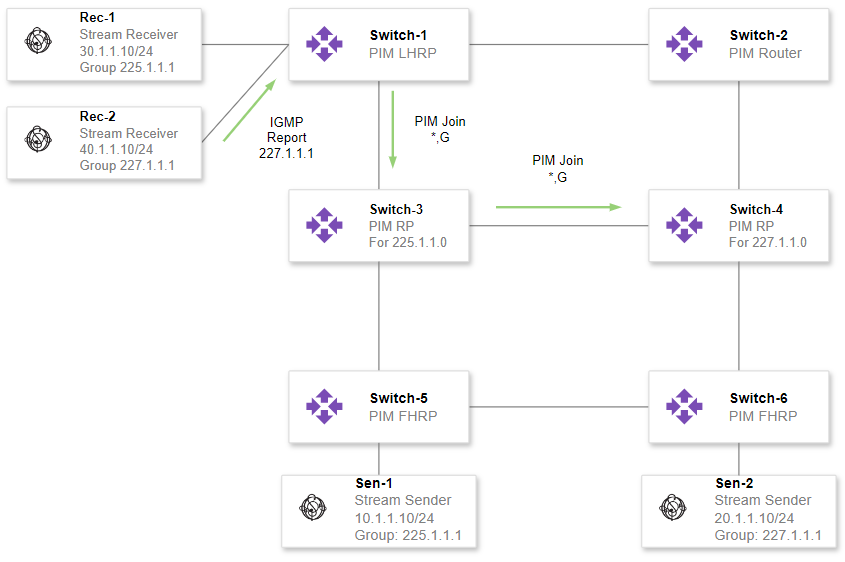 Rec-1
Stream Receiver
30.1.1.10/24
Group 225.1.1.1
Switch-1
PIM LHRP
Switch-2
PIM Router
Rec-2
Stream Receiver
40.1.1.10/24
Group 227.1.1.1
IGMP
Report
227.1.1.1
PIM Join
*,G
PIM Join
*,G
Switch-3
PIM RP
For 225.1.1.0
Switch-4
PIM RP
For 227.1.1.0
Switch-5
PIM FHRP
Switch-6
PIM FHRP
Sen-1
Stream Sender
10.1.1.10/24
Group: 225.1.1.1
Sen-2
Stream Sender
20.1.1.10/24
Group: 227.1.1.1